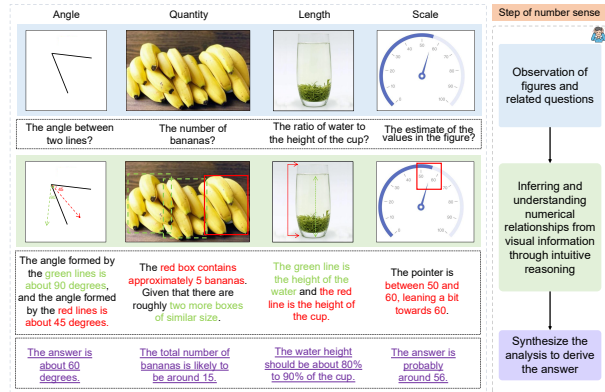 Angle
Quantity
Length
Scale
Step of number sense
The angle between
two lines?
The number of
bananas?
The ratio of water to
the height of the cup?
The estimate of the
values in the figure?
Observation of
figures and
related questions
Inferring and
understanding
numerical
relationships from
visual information
through intuitive
reasoning
Synthesize the
analysis to derive
the answer
The angle formed by
the green lines is
about 90 degrees,
and the angle formed
by the red lines is
about 45 degrees.
The red box contains
approximately 5 bananas.
Given that there are
roughly two more boxes
of similar size.
The green line is
the height of the
water and the red
line is the height of
the cup.
The pointer is
between 50 and
60, leaning a bit
towards 60.
The answer is
about 60
degrees.
The total number of
bananas is likely to
be around 15.
The water height
should be about 80%
to 90% of the cup.
The answer is
probably
around 56.